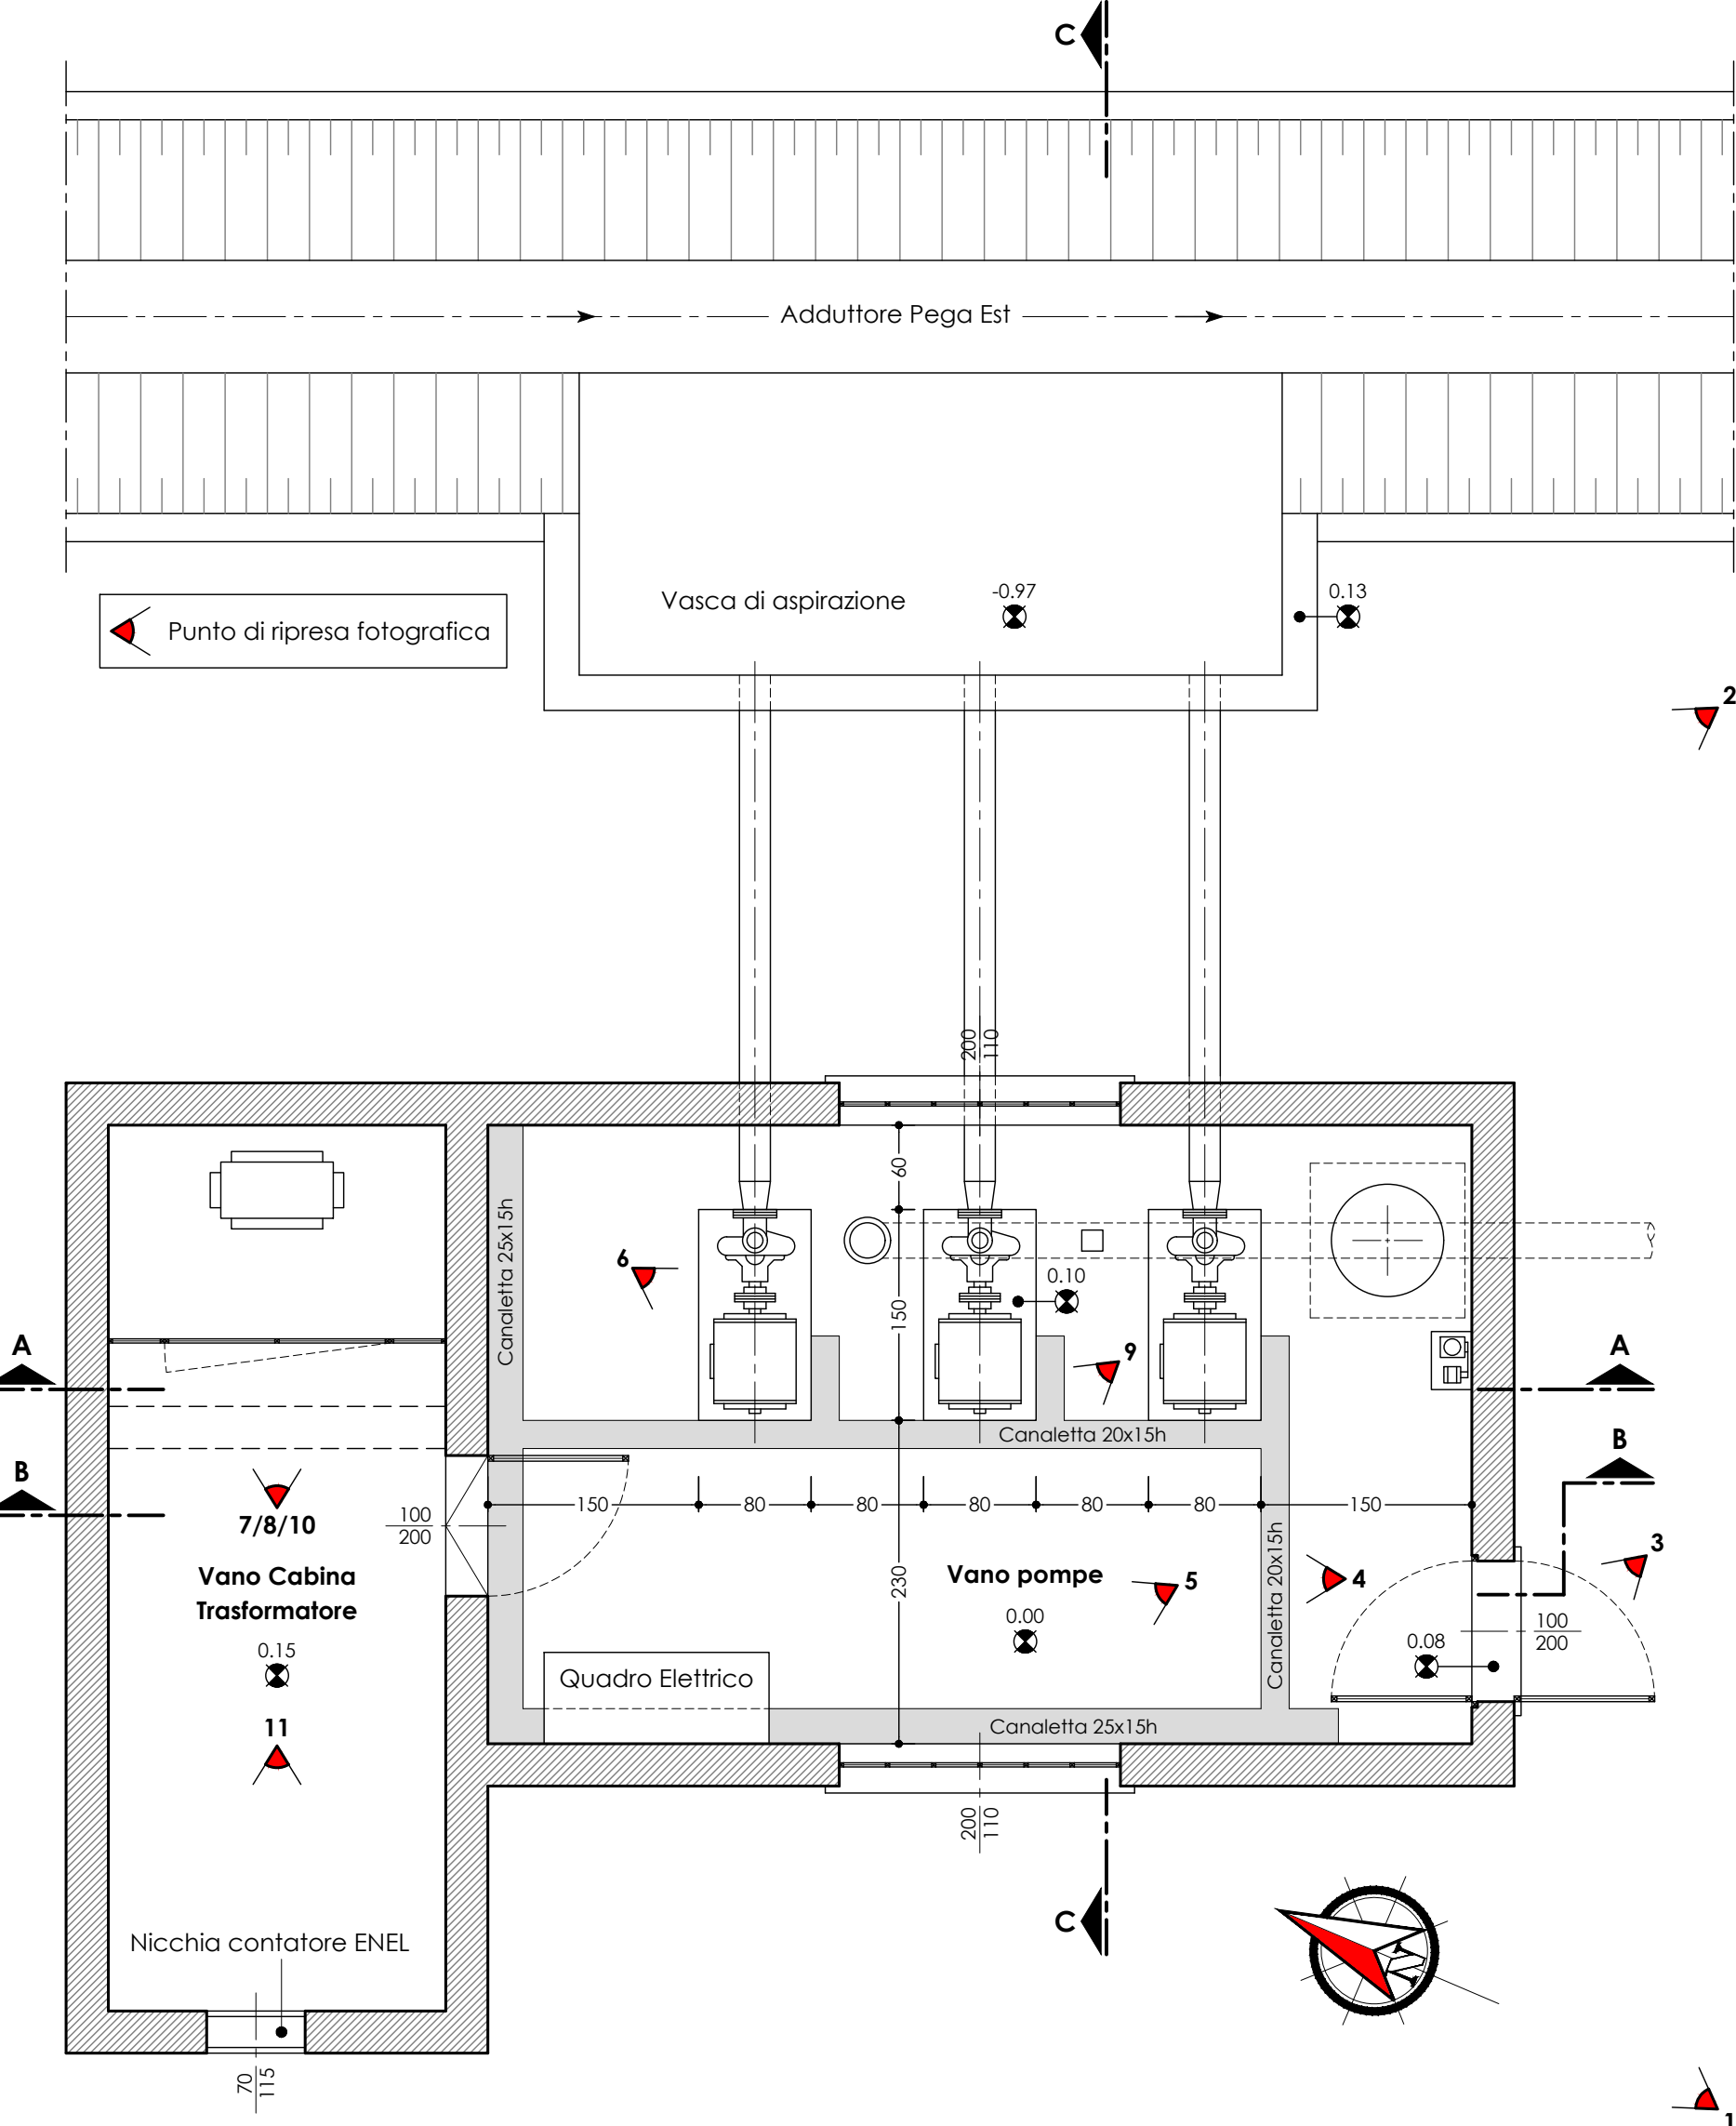 C
Adduttore Pega Est
Vasca di aspirazione
-0.97
0.13
Punto di ripresa fotografica
2
200
110
60
Canaletta 25x15h
6
0.10
150
9
A
A
Canaletta 20x15h
B
B
7/8/10
100
200
150
80
80
80
80
80
150
Vano Cabina
Trasformatore
Vano pompe
5
4
3
230
0.00
Canaletta 20x15h
0.15
0.08
100
200
Quadro Elettrico
11
Canaletta 25x15h
200
110
C
Nicchia contatore ENEL
N
70
115
1